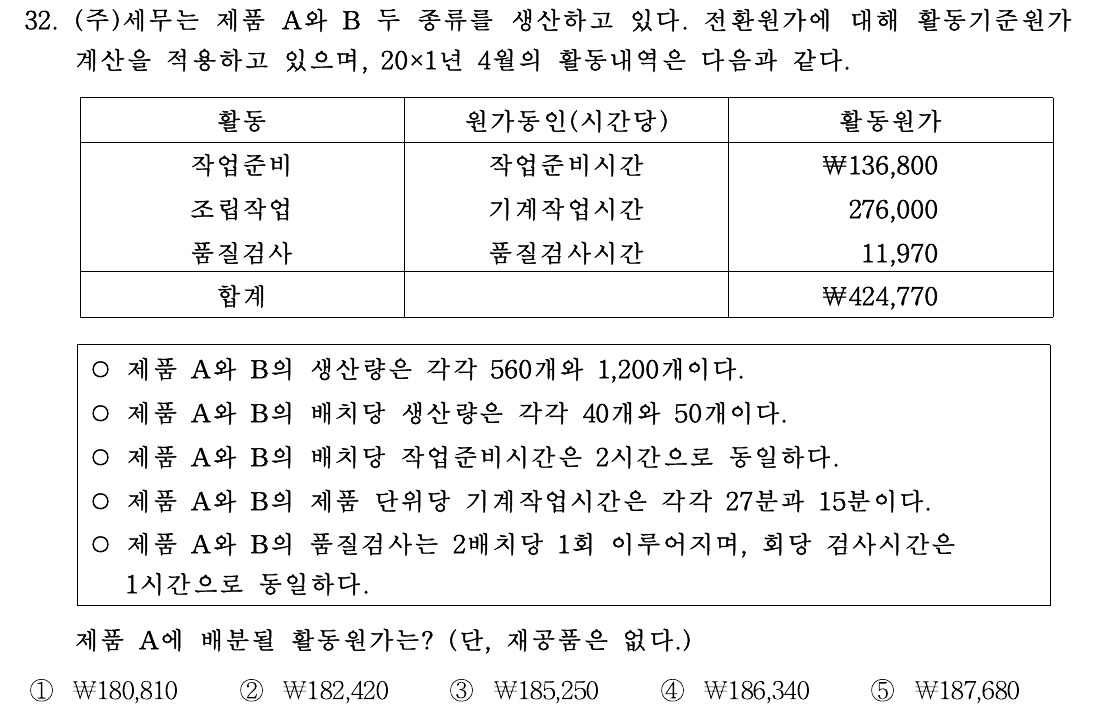 32. (주)세무는 제품 A와 B 두 종류를 생산하고 있다. 전환원가에 대해 활동기준원가
계산을 적용하고 있으며, 20×1년 4월의 활동내역은 다음과 같다.
활동 원가동인(시간당) 활동원가
작업준비 작업준비시간 ₩136,800
조립작업 기계작업시간 276,000
품질검사 품질검사시간 11,970
합계 ₩424,770
○ 제품 A와 B의 생산량은 각각 560개와 1,200개이다.
○ 제품 A와 B의 배치당 생산량은 각각 40개와 50개이다.
○ 제품 A와 B의 배치당 작업준비시간은 2시간으로 동일하다.
○ 제품 A와 B의 제품 단위당 기계작업시간은 각각 27분과 15분이다.
○ 제품 A와 B의 품질검사는 2배치당 1회 이루어지며, 회당 검사시간은
1시간으로 동일하다.
제품 A에 배분될 활동원가는? (단, 재공품은 없다.)
① ₩180,810 ② ₩182,420 ③ ₩185,250 ④ ₩186,340 ⑤ ₩187,680